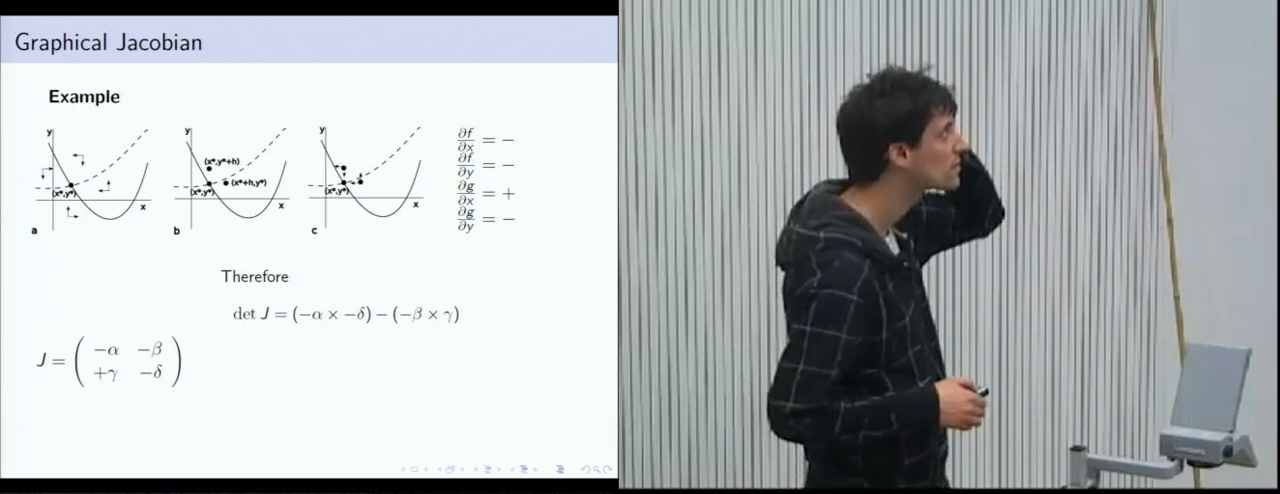 Graphical Jacobian
Example
y
(x*,y*)
x
a
y
(x*,y*+h)
(x*+h,y*)
(x*,y*)
x
b
y
(x*,y*)
x
c
∂f/∂x = −
∂f/∂y = −
∂g/∂x = +
∂g/∂y = −
Therefore
det J = (−α × −δ) − (−β × γ)
J = ( −α −β
+γ −δ )